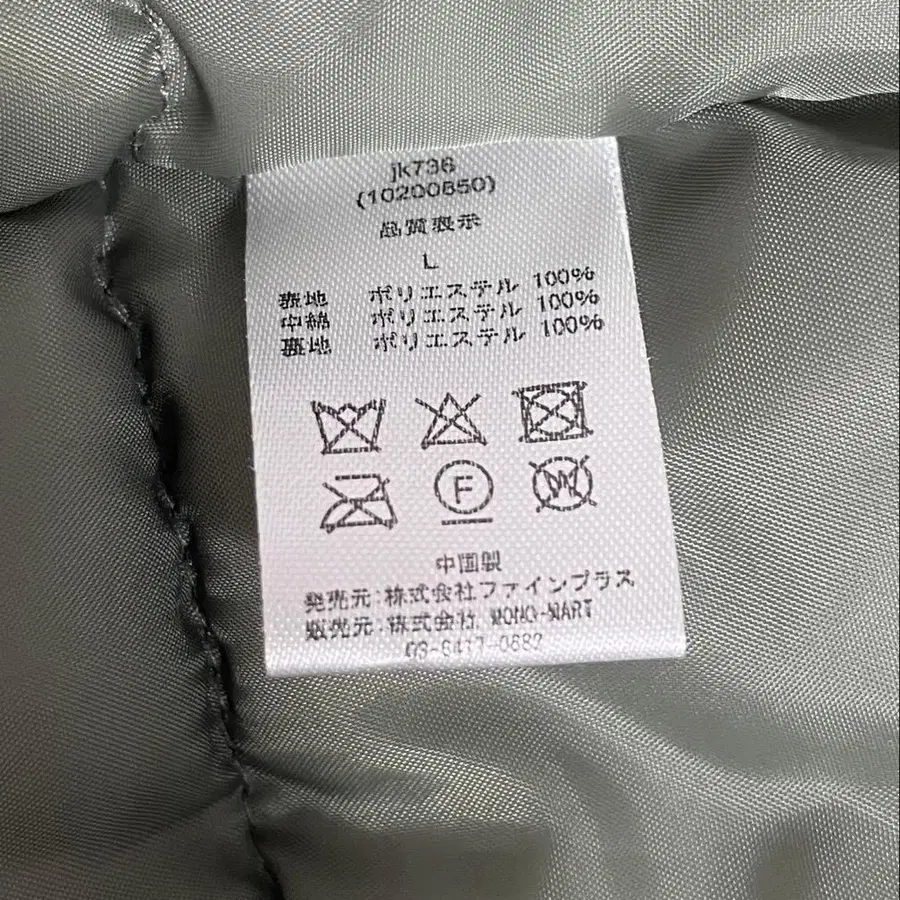 jk736
(10200850)
品質表示
L
表地 ポリエステル 100%
中綿 ポリエステル 100%
裏地 ポリエステル 100%
F
W
中国製
発売元:株式会社ファインプラス
販売元:株式会社 MONO-MART
03-6417-0682